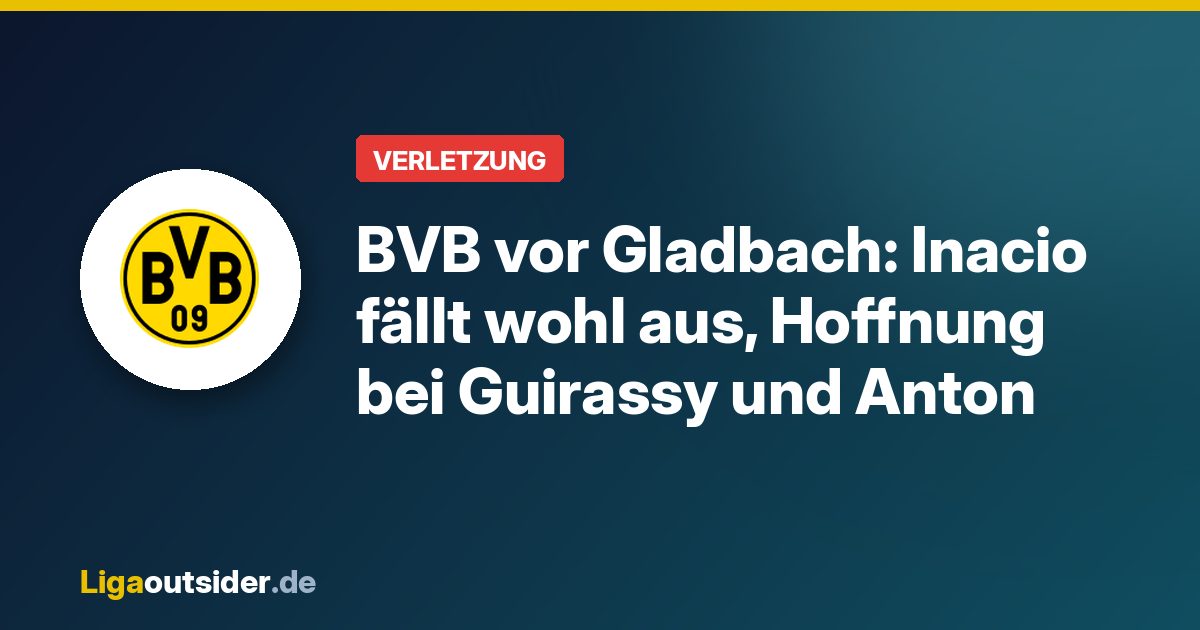 VERLETZUNG
BVB vor Gladbach: Inacio
fällt wohl aus, Hoffnung
bei Guirassy und Anton
BVB
09
Ligaoutsider.de